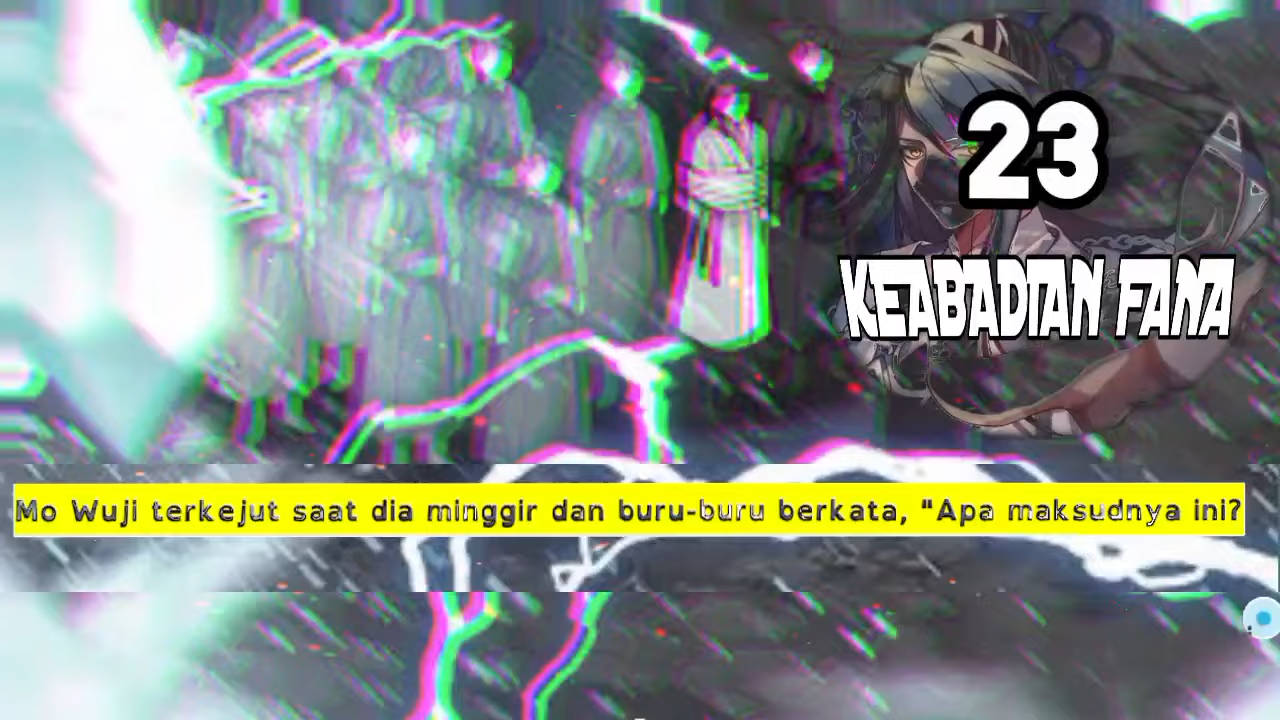 23
KEABADIAN FANA
Mo Wuji terkejut saat dia minggir dan buru-buru berkata, "Apa maksudnya ini?